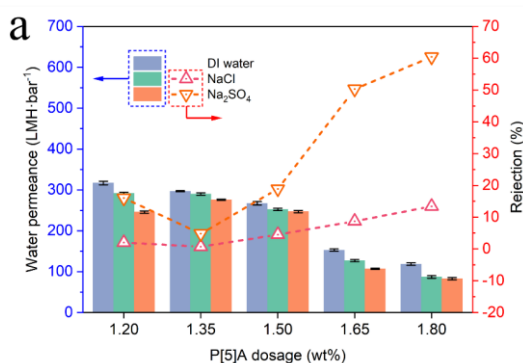 a
Water permeance (LMH·bar⁻¹)
700
600
500
400
300
200
100
0
DI water
NaCl
Na₂SO₄
70
60
50
40
30
20
10
0
-10
-20
Rejection (%)
1.20 1.35 1.50 1.65 1.80
P[5]A dosage (wt%)